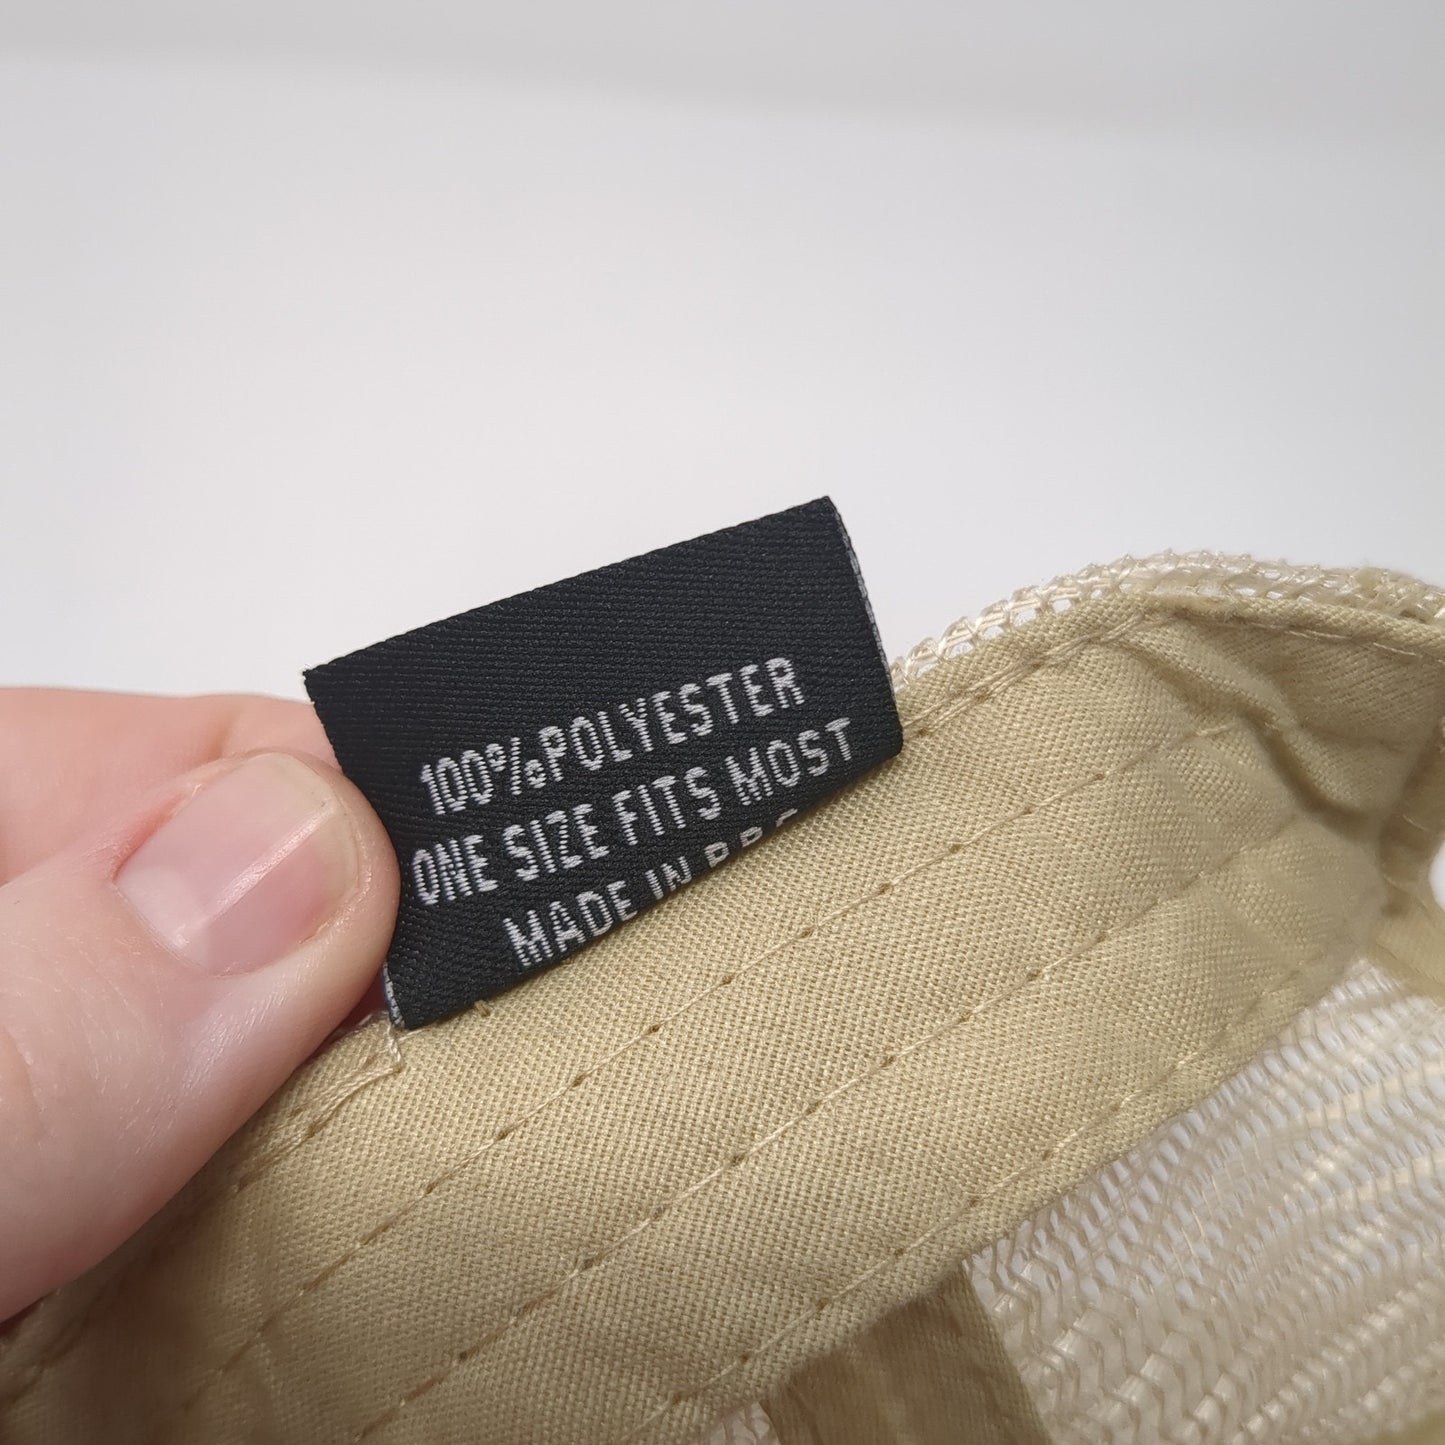 100%POLYESTER
ONE SIZE FITS MOST
MADE IN